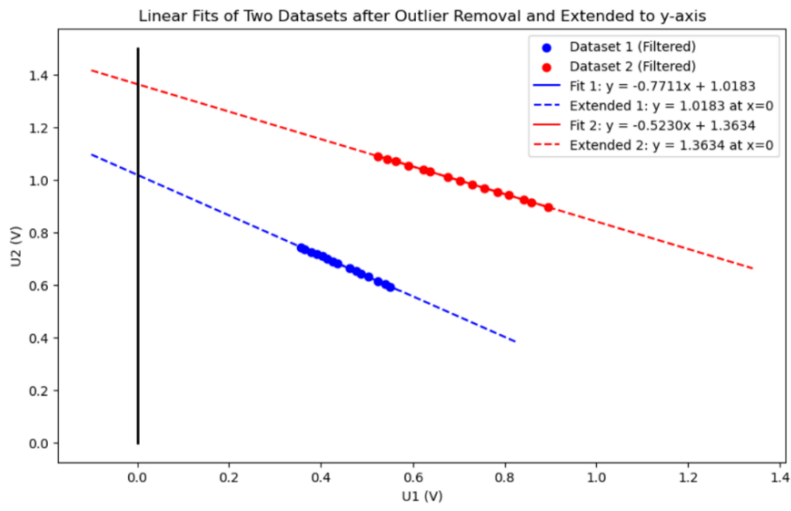 Linear Fits of Two Datasets after Outlier Removal and Extended to y-axis
Dataset 1 (Filtered)
Dataset 2 (Filtered)
Fit 1: y = -0.7711x + 1.0183
Extended 1: y = 1.0183 at x=0
Fit 2: y = -0.5230x + 1.3634
Extended 2: y = 1.3634 at x=0
U2 (V)
1.4
1.2
1.0
0.8
0.6
0.4
0.2
0.0
0.0 0.2 0.4 0.6 0.8 1.0 1.2 1.4
U1 (V)